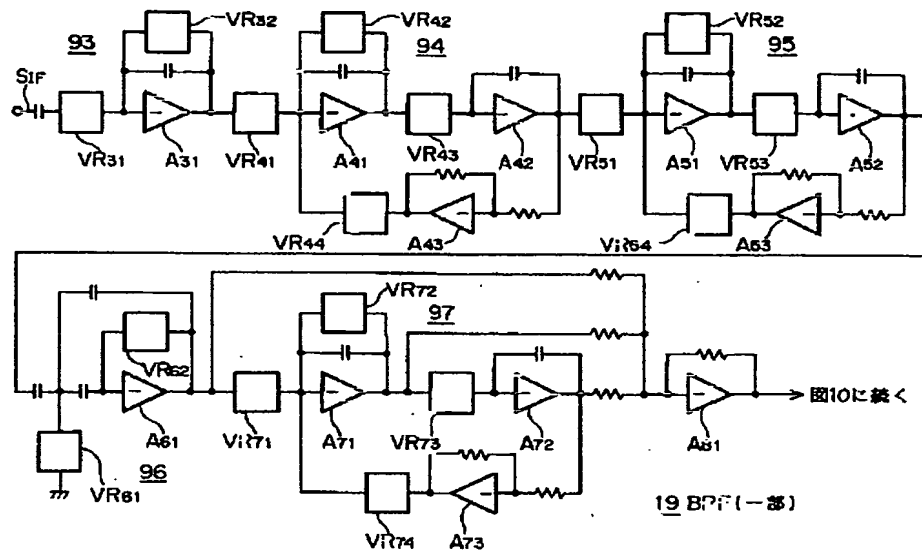 93
VR32
VR42
94
VR52
95
SIF
VR31
A31
VR41
A41
VR43
A42
VR51
A51
VR53
A52
VR44
A43
VR54
A53
VR72
97
VR62
A61
VR71
A71
VR73
A72
A81
図10に続く
VR61
96
VR74
A73
19 BPF(一部)